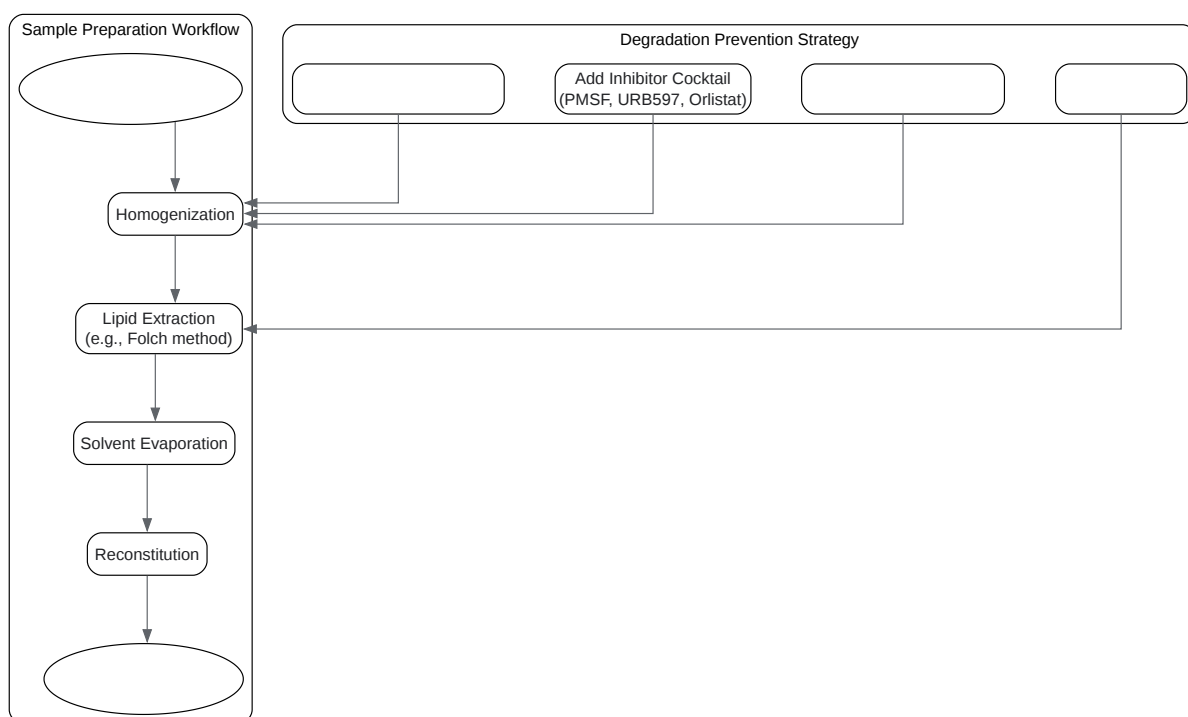 Sample Preparation Workflow
Degradation Prevention Strategy
Add Inhibitor Cocktail
(PMSF, URB597, Orlistat)
Homogenization
Lipid Extraction
(e.g., Folch method)
Solvent Evaporation
Reconstitution